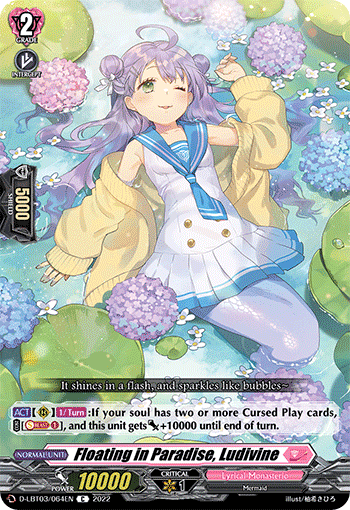 2
GRADE
INTERCEPT
5000
SHIELD
It shines in a flash, and sparkles like bubbles~
ACT【 】1/Turn:If your soul has two or more Cursed Play cards,
[ BLAST 1], and this unit gets +10000 until end of turn.
NORMAL UNIT Floating in Paradise, Ludivine
POWER 10000 CRITICAL 1 Lyrical Monasterio
Mermaid
D-LBT03/064EN C 2022 illust/柚希きひろ